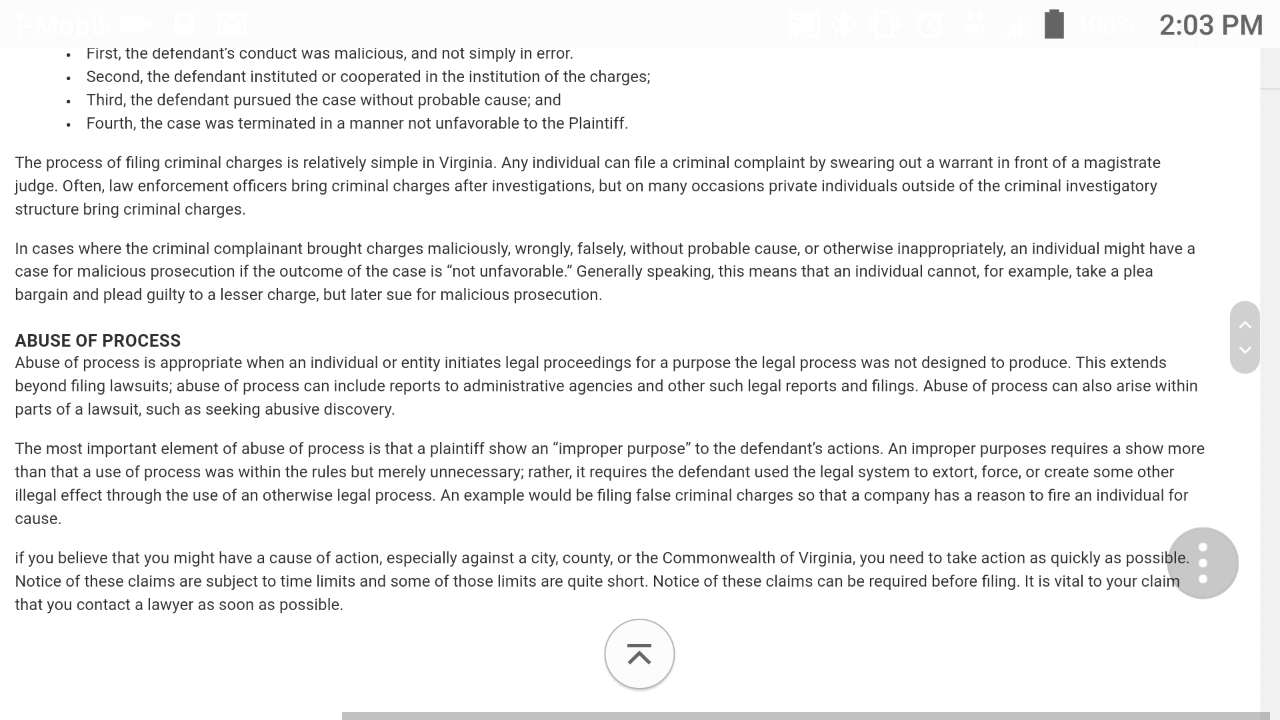 T-Mobil 100% 2:03 PM
• First, the defendant's conduct was malicious, and not simply in error.
• Second, the defendant instituted or cooperated in the institution of the charges;
• Third, the defendant pursued the case without probable cause; and
• Fourth, the case was terminated in a manner not unfavorable to the Plaintiff.
The process of filing criminal charges is relatively simple in Virginia. Any individual can file a criminal complaint by swearing out a warrant in front of a magistrate
judge. Often, law enforcement officers bring criminal charges after investigations, but on many occasions private individuals outside of the criminal investigatory
structure bring criminal charges.
In cases where the criminal complainant brought charges maliciously, wrongly, falsely, without probable cause, or otherwise inappropriately, an individual might have a
case for malicious prosecution if the outcome of the case is “not unfavorable.” Generally speaking, this means that an individual cannot, for example, take a plea
bargain and plead guilty to a lesser charge, but later sue for malicious prosecution.
ABUSE OF PROCESS
Abuse of process is appropriate when an individual or entity initiates legal proceedings for a purpose the legal process was not designed to produce. This extends
beyond filing lawsuits; abuse of process can include reports to administrative agencies and other such legal reports and filings. Abuse of process can also arise within
parts of a lawsuit, such as seeking abusive discovery.
The most important element of abuse of process is that a plaintiff show an “improper purpose” to the defendant's actions. An improper purposes requires a show more
than that a use of process was within the rules but merely unnecessary; rather, it requires the defendant used the legal system to extort, force, or create some other
illegal effect through the use of an otherwise legal process. An example would be filing false criminal charges so that a company has a reason to fire an individual for
cause.
if you believe that you might have a cause of action, especially against a city, county, or the Commonwealth of Virginia, you need to take action as quickly as possible.
Notice of these claims are subject to time limits and some of those limits are quite short. Notice of these claims can be required before filing. It is vital to your claim
that you contact a lawyer as soon as possible.